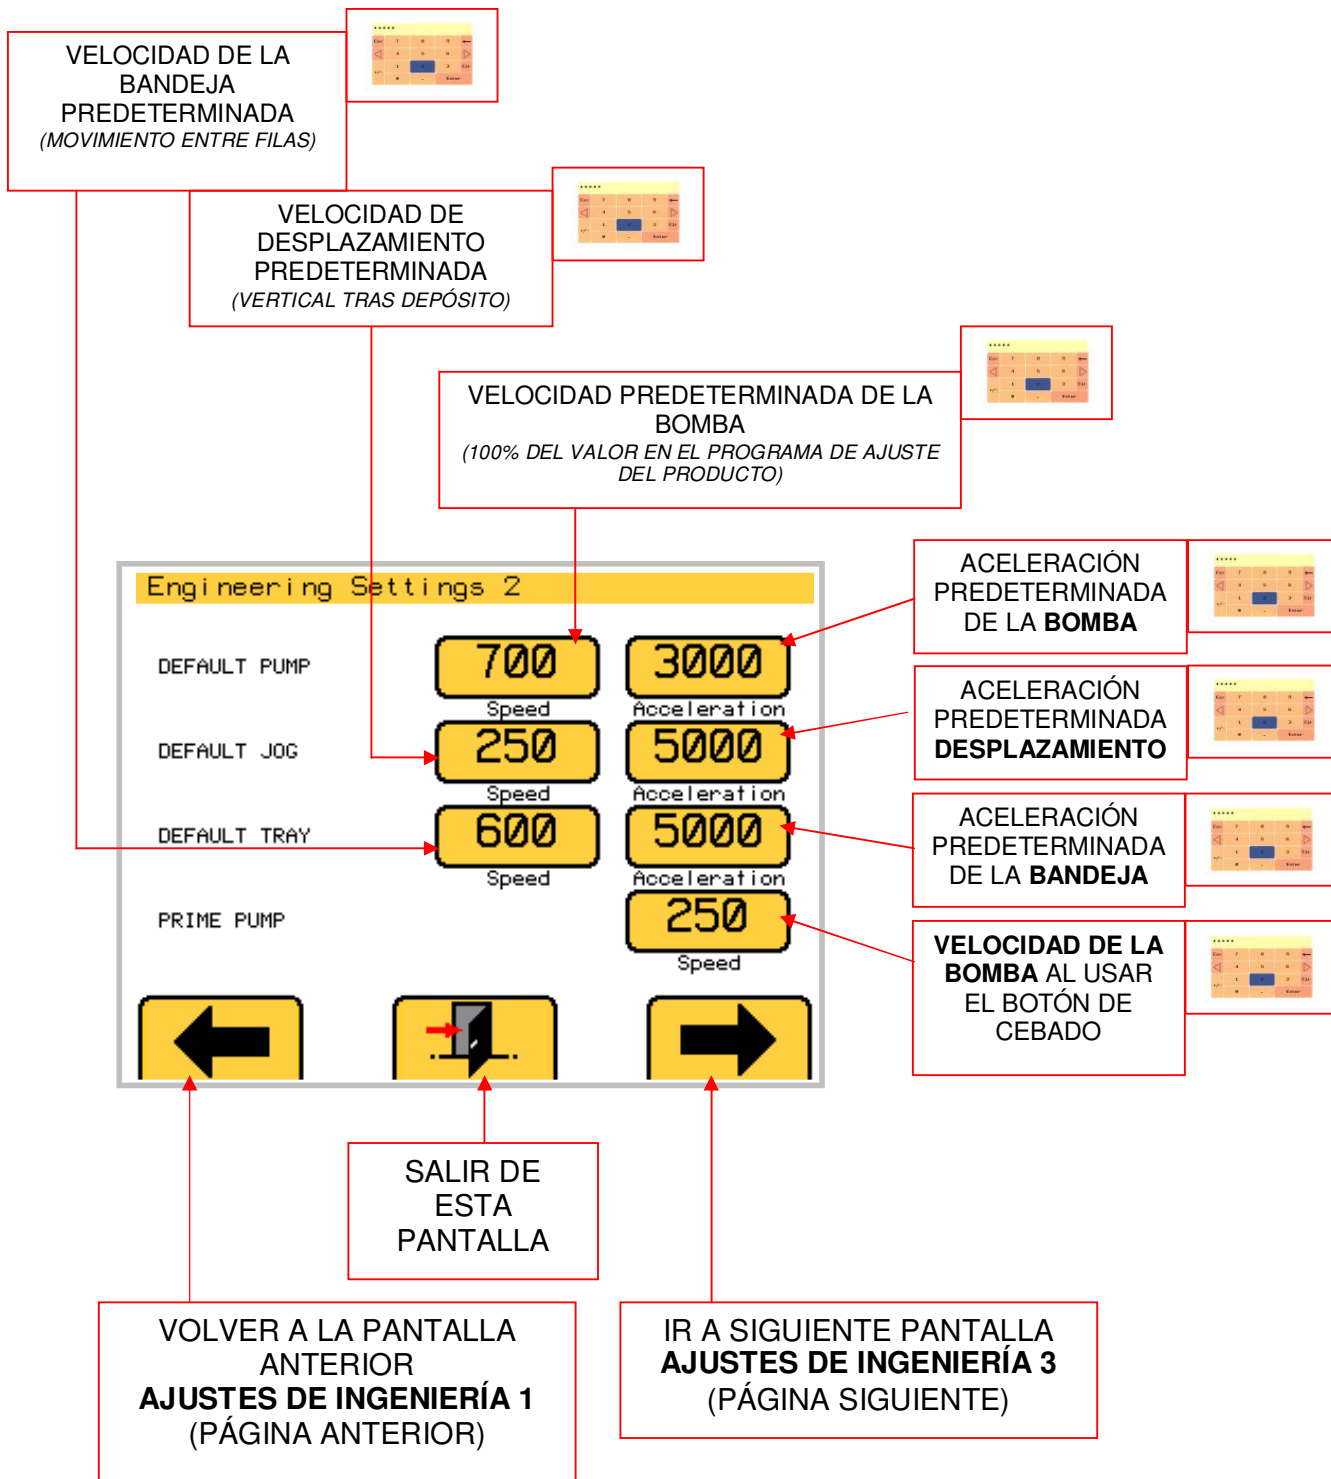 VELOCIDAD DE LA
BANDEJA
PREDETERMINADA
(MOVIMIENTO ENTRE FILAS)
VELOCIDAD DE
DESPLAZAMIENTO
PREDETERMINADA
(VERTICAL TRAS DEPÓSITO)
VELOCIDAD PREDETERMINADA DE LA
BOMBA
(100% DEL VALOR EN EL PROGRAMA DE AJUSTE
DEL PRODUCTO)
Engineering Settings 2
DEFAULT PUMP
700
3000
Speed
Acceleration
DEFAULT JOG
250
5000
Speed
Acceleration
DEFAULT TRAY
600
5000
Speed
Acceleration
PRIME PUMP
250
Speed
ACELERACIÓN
PREDETERMINADA
DE LA BOMBA
ACELERACIÓN
PREDETERMINADA
DESPLAZAMIENTO
ACELERACIÓN
PREDETERMINADA
DE LA BANDEJA
VELOCIDAD DE LA
BOMBA AL USAR
EL BOTÓN DE
CEBADO
SALIR DE
ESTA
PANTALLA
VOLVER A LA PANTALLA
ANTERIOR
AJUSTES DE INGENIERÍA 1
(PÁGINA ANTERIOR)
IR A SIGUIENTE PANTALLA
AJUSTES DE INGENIERÍA 3
(PÁGINA SIGUIENTE)